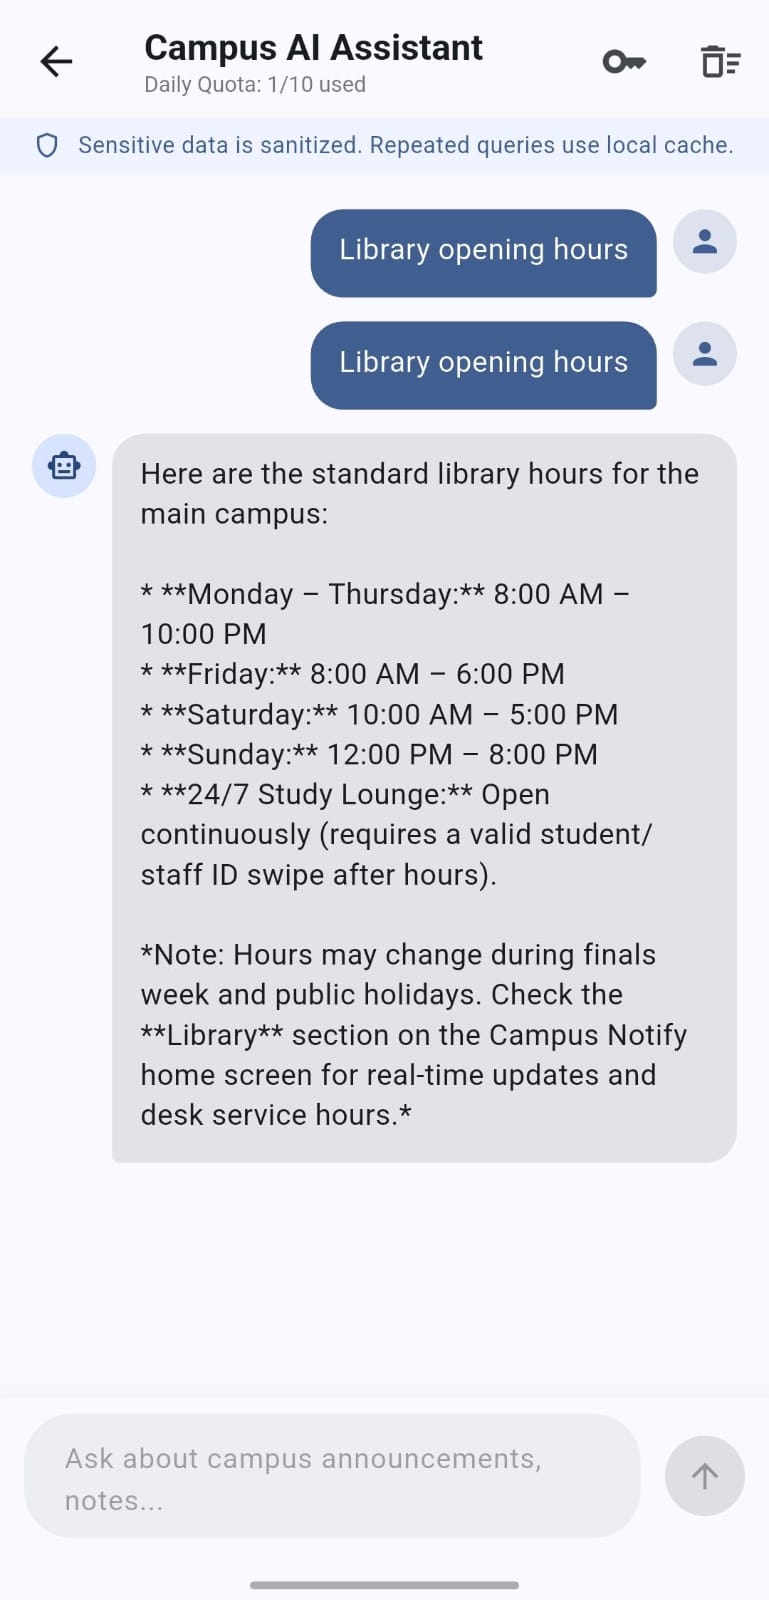 Campus AI Assistant
Daily Quota: 1/10 used
Sensitive data is sanitized. Repeated queries use local cache.
Library opening hours
Library opening hours
Here are the standard library hours for the
main campus:
* **Monday – Thursday:** 8:00 AM –
10:00 PM
* **Friday:** 8:00 AM – 6:00 PM
* **Saturday:** 10:00 AM – 5:00 PM
* **Sunday:** 12:00 PM – 8:00 PM
* **24/7 Study Lounge:** Open
continuously (requires a valid student/
staff ID swipe after hours).
*Note: Hours may change during finals
week and public holidays. Check the
**Library** section on the Campus Notify
home screen for real-time updates and
desk service hours.*
Ask about campus announcements,
notes...